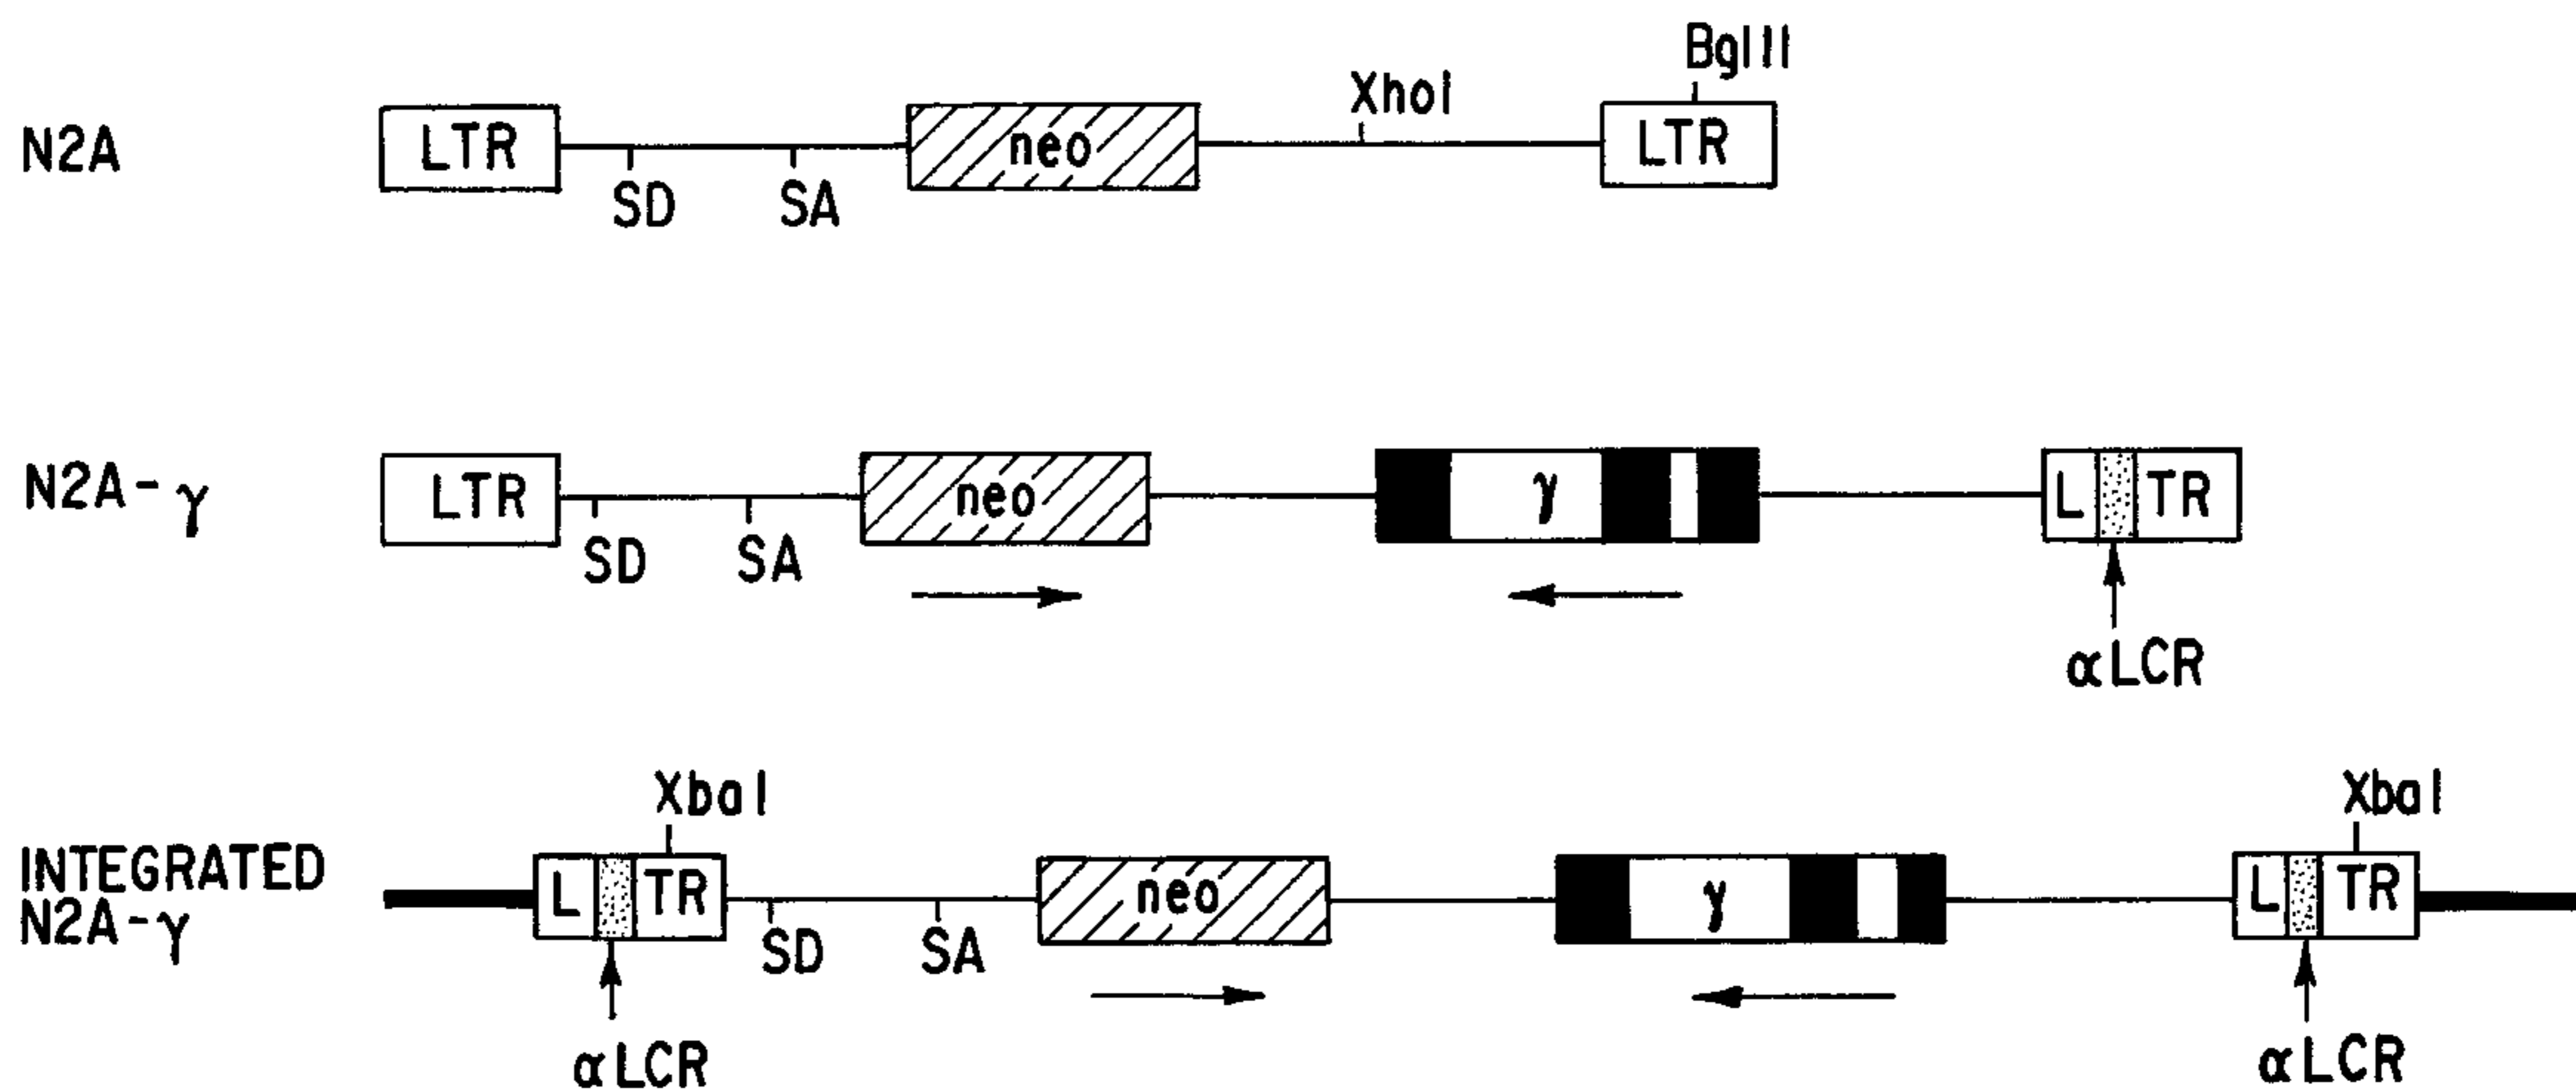 BglII
XhoI
N2A
LTR
neo
LTR
SD
SA
N2A-γ
LTR
neo
γ
L
TR
SD
SA
αLCR
XbaI
XbaI
INTEGRATED
N2A-γ
L
TR
neo
γ
L
TR
SD
SA
αLCR
αLCR